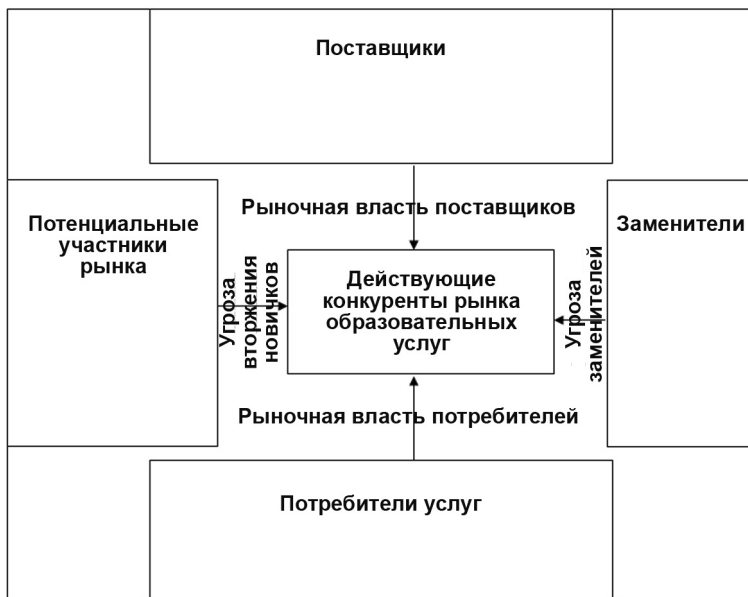 Поставщики
Рыночная власть поставщиков
Потенциальные
участники
рынка
Заменители
Угроза
вторжения
новичков
Действующие
конкуренты рынка
образовательных
услуг
Угроза
заменителей
Рыночная власть потребителей
Потребители услуг